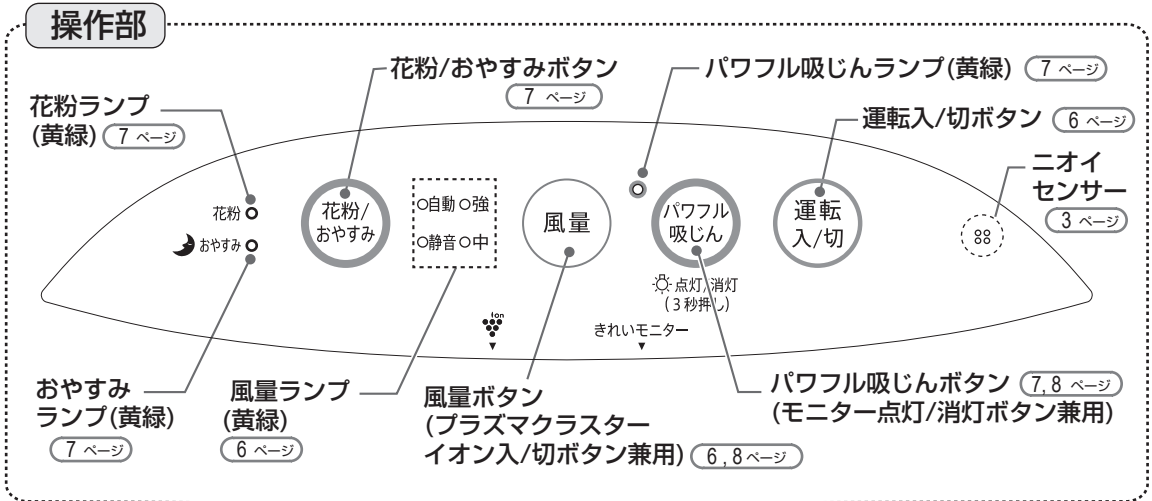 操作部
花粉/おやすみボタン
7 ページ
パワフル吸じんランプ(黄緑) 7 ページ
花粉ランプ
(黄緑) 7 ページ
運転入/切ボタン 6 ページ
ニオイ
センサー
3 ページ
花粉
おやすみ
花粉/
おやすみ
自動 強
静音 中
風量
パワフル
吸じん
運転
入/切
点灯/消灯
(3秒押し)
ion
きれいモニター
おやすみ
ランプ(黄緑)
7 ページ
風量ランプ
(黄緑)
6 ページ
風量ボタン
(プラズマクラスター
イオン入/切ボタン兼用) 6,8 ページ
パワフル吸じんボタン 7,8 ページ
(モニター点灯/消灯ボタン兼用)